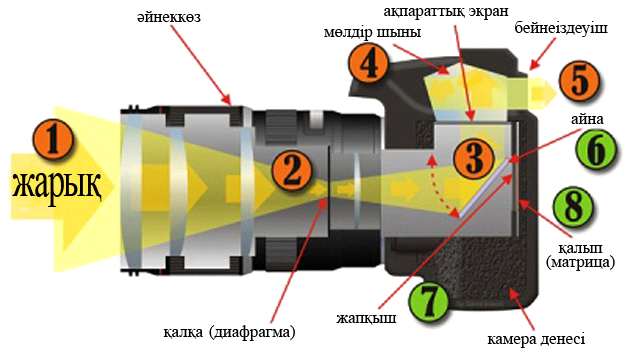 әйнеккөз
ақпараттық экран
мөлдір шыны
бейнеіздеуіш
4
5
1
жарық
2
3
айна
6
8
қалып
(матрица)
7
қалқа (диафрагма)
жапқыш
камера денесі